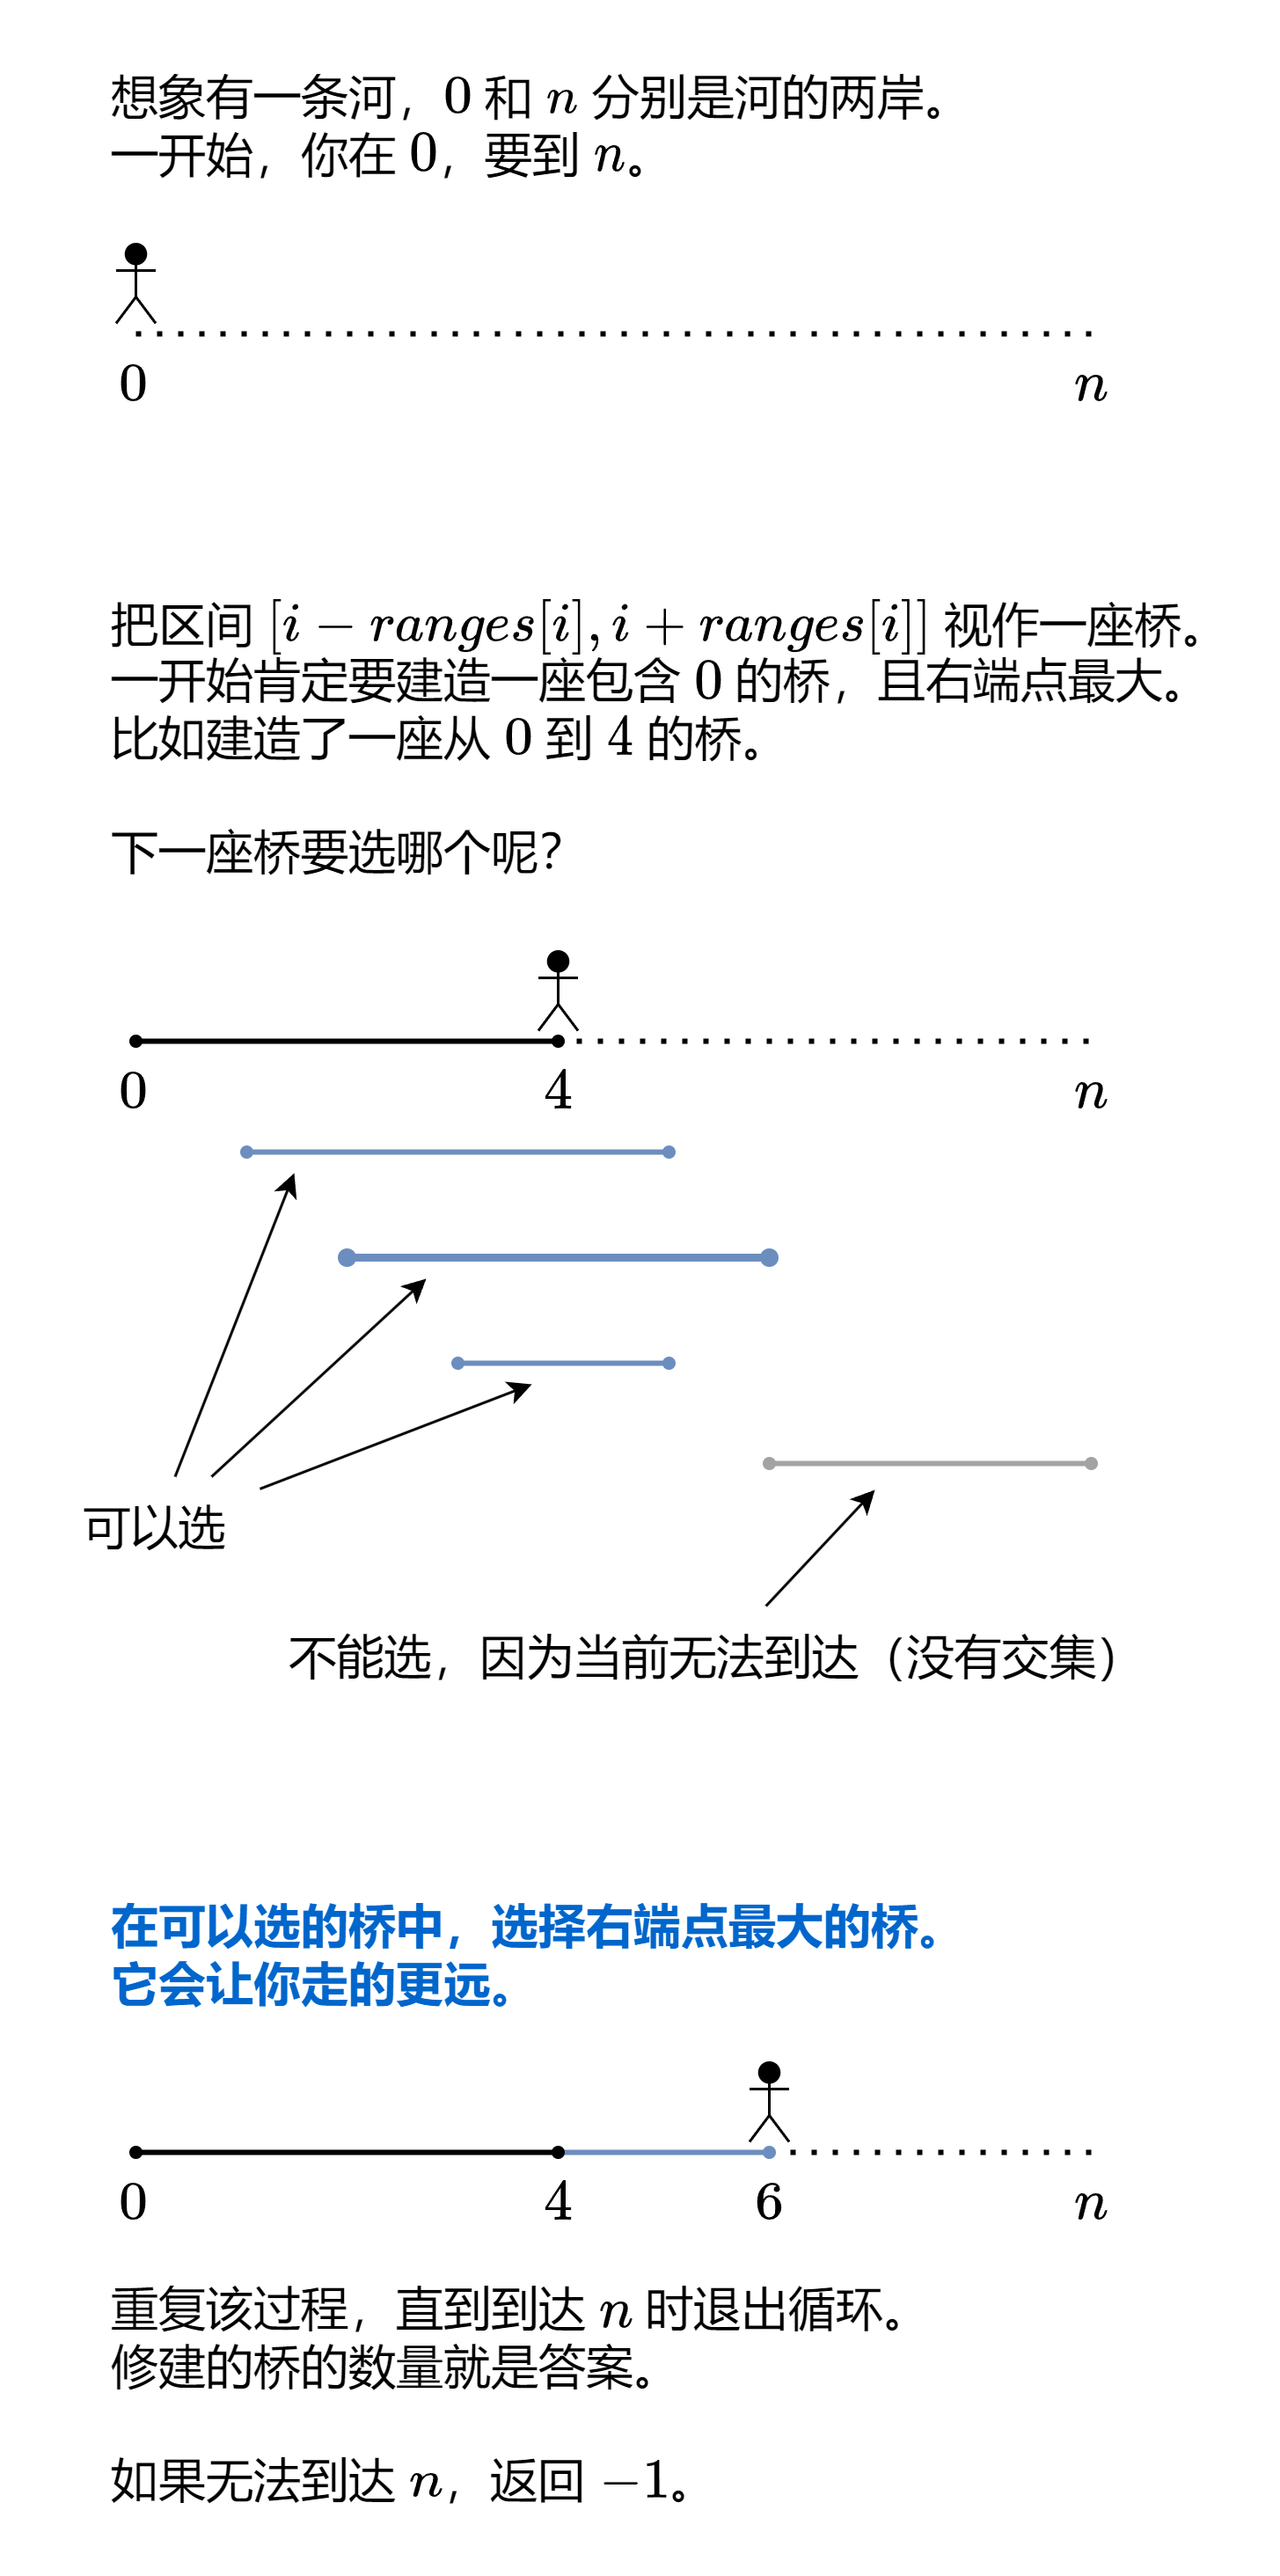 想象有一条河，0 和 n 分别是河的两岸。
一开始，你在 0，要到 n。
0
n
把区间 [i − ranges[i], i + ranges[i]] 视作一座桥。
一开始肯定要建造一座包含 0 的桥，且右端点最大。
比如建造了一座从 0 到 4 的桥。
下一座桥要选哪个呢？
0
4
n
可以选
不能选，因为当前无法到达（没有交集）
在可以选的桥中，选择右端点最大的桥。
它会让你走的更远。
0
4
6
n
重复该过程，直到到达 n 时退出循环。
修建的桥的数量就是答案。
如果无法到达 n，返回 −1。